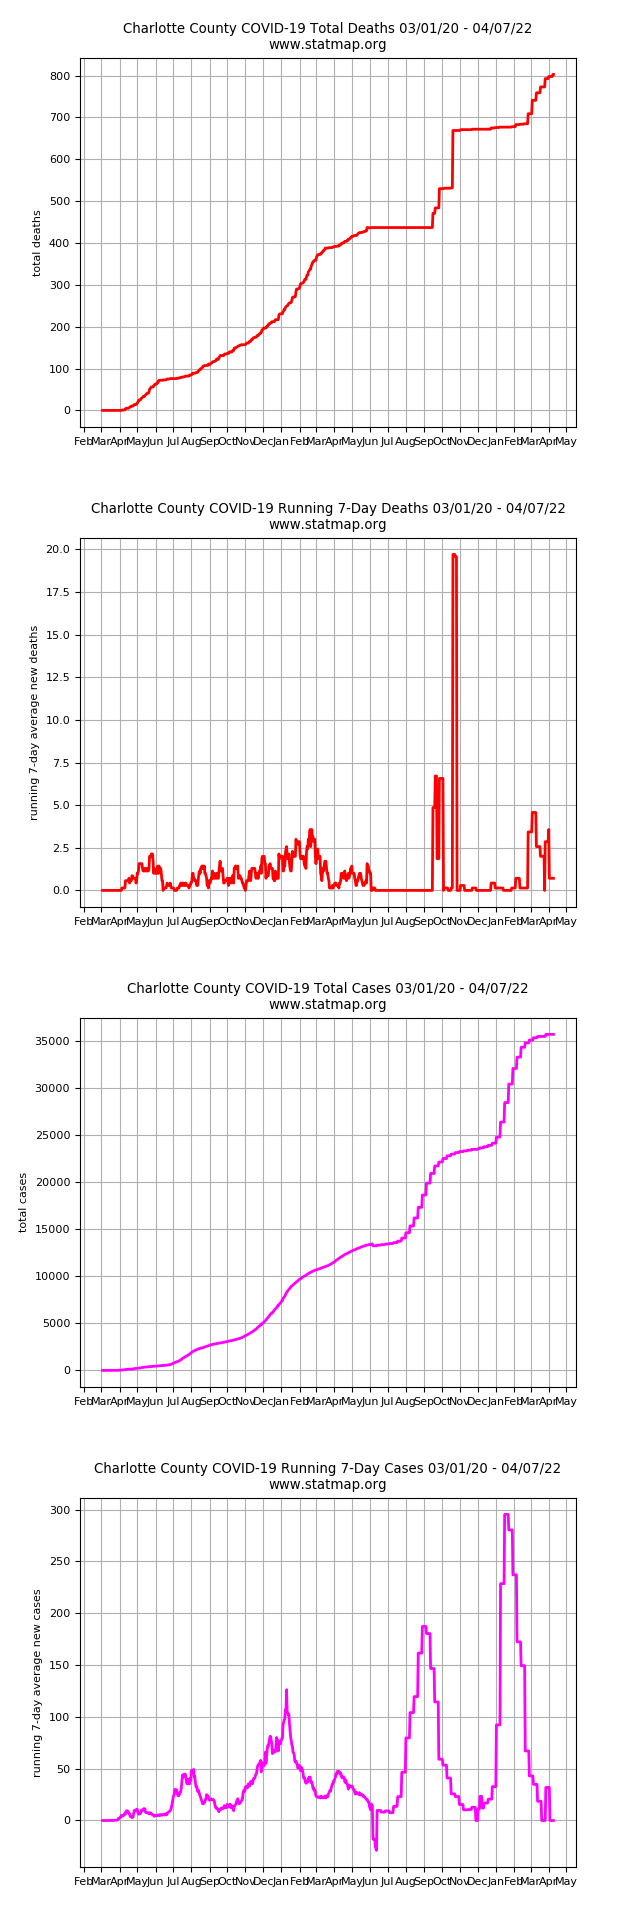 Charlotte County COVID-19 Total Deaths 03/01/20 - 04/07/22
www.statmap.org
800
700
600
500
400
300
200
100
0
total deaths
Feb Mar Apr May Jun Jul Aug Sep Oct Nov Dec Jan Feb Mar Apr May Jun Jul Aug Sep Oct Nov Dec Jan Feb Mar Apr May
Charlotte County COVID-19 Running 7-Day Deaths 03/01/20 - 04/07/22
www.statmap.org
20.0
17.5
15.0
12.5
10.0
7.5
5.0
2.5
0.0
running 7-day average new deaths
Feb Mar Apr May Jun Jul Aug Sep Oct Nov Dec Jan Feb Mar Apr May Jun Jul Aug Sep Oct Nov Dec Jan Feb Mar Apr May
Charlotte County COVID-19 Total Cases 03/01/20 - 04/07/22
www.statmap.org
35000
30000
25000
20000
15000
10000
5000
0
total cases
Feb Mar Apr May Jun Jul Aug Sep Oct Nov Dec Jan Feb Mar Apr May Jun Jul Aug Sep Oct Nov Dec Jan Feb Mar Apr May
Charlotte County COVID-19 Running 7-Day Cases 03/01/20 - 04/07/22
www.statmap.org
300
250
200
150
100
50
0
running 7-day average new cases
Feb Mar Apr May Jun Jul Aug Sep Oct Nov Dec Jan Feb Mar Apr May Jun Jul Aug Sep Oct Nov Dec Jan Feb Mar Apr May